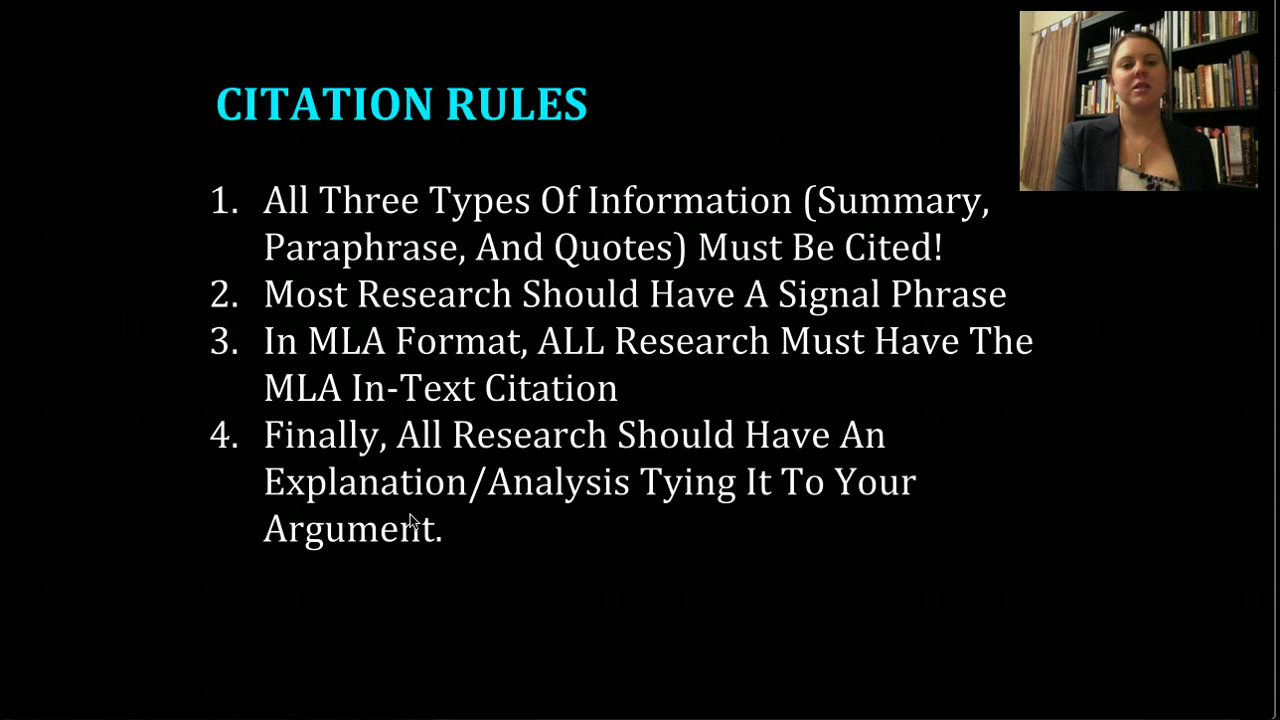 CITATION RULES
1. All Three Types Of Information (Summary,
Paraphrase, And Quotes) Must Be Cited!
2. Most Research Should Have A Signal Phrase
3. In MLA Format, ALL Research Must Have The
MLA In-Text Citation
4. Finally, All Research Should Have An
Explanation/Analysis Tying It To Your
Argument.